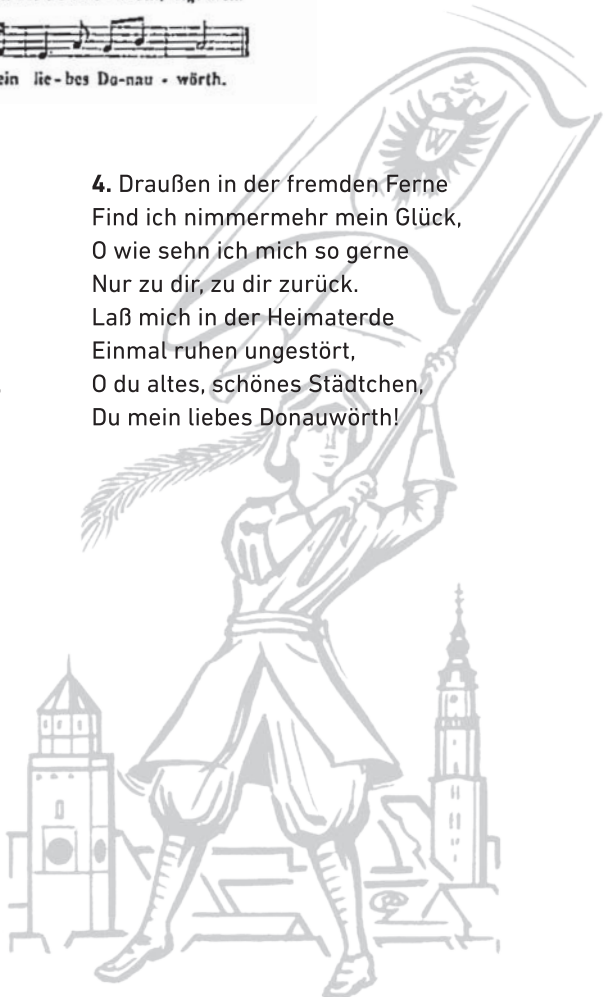 ein lie-bes Do-nau - wörth.
4. Draußen in der fremden Ferne
Find ich nimmermehr mein Glück,
O wie sehn ich mich so gerne
Nur zu dir, zu dir zurück.
Laß mich in der Heimaterde
Einmal ruhen ungestört,
O du altes, schönes Städtchen,
Du mein liebes Donauwörth!
W